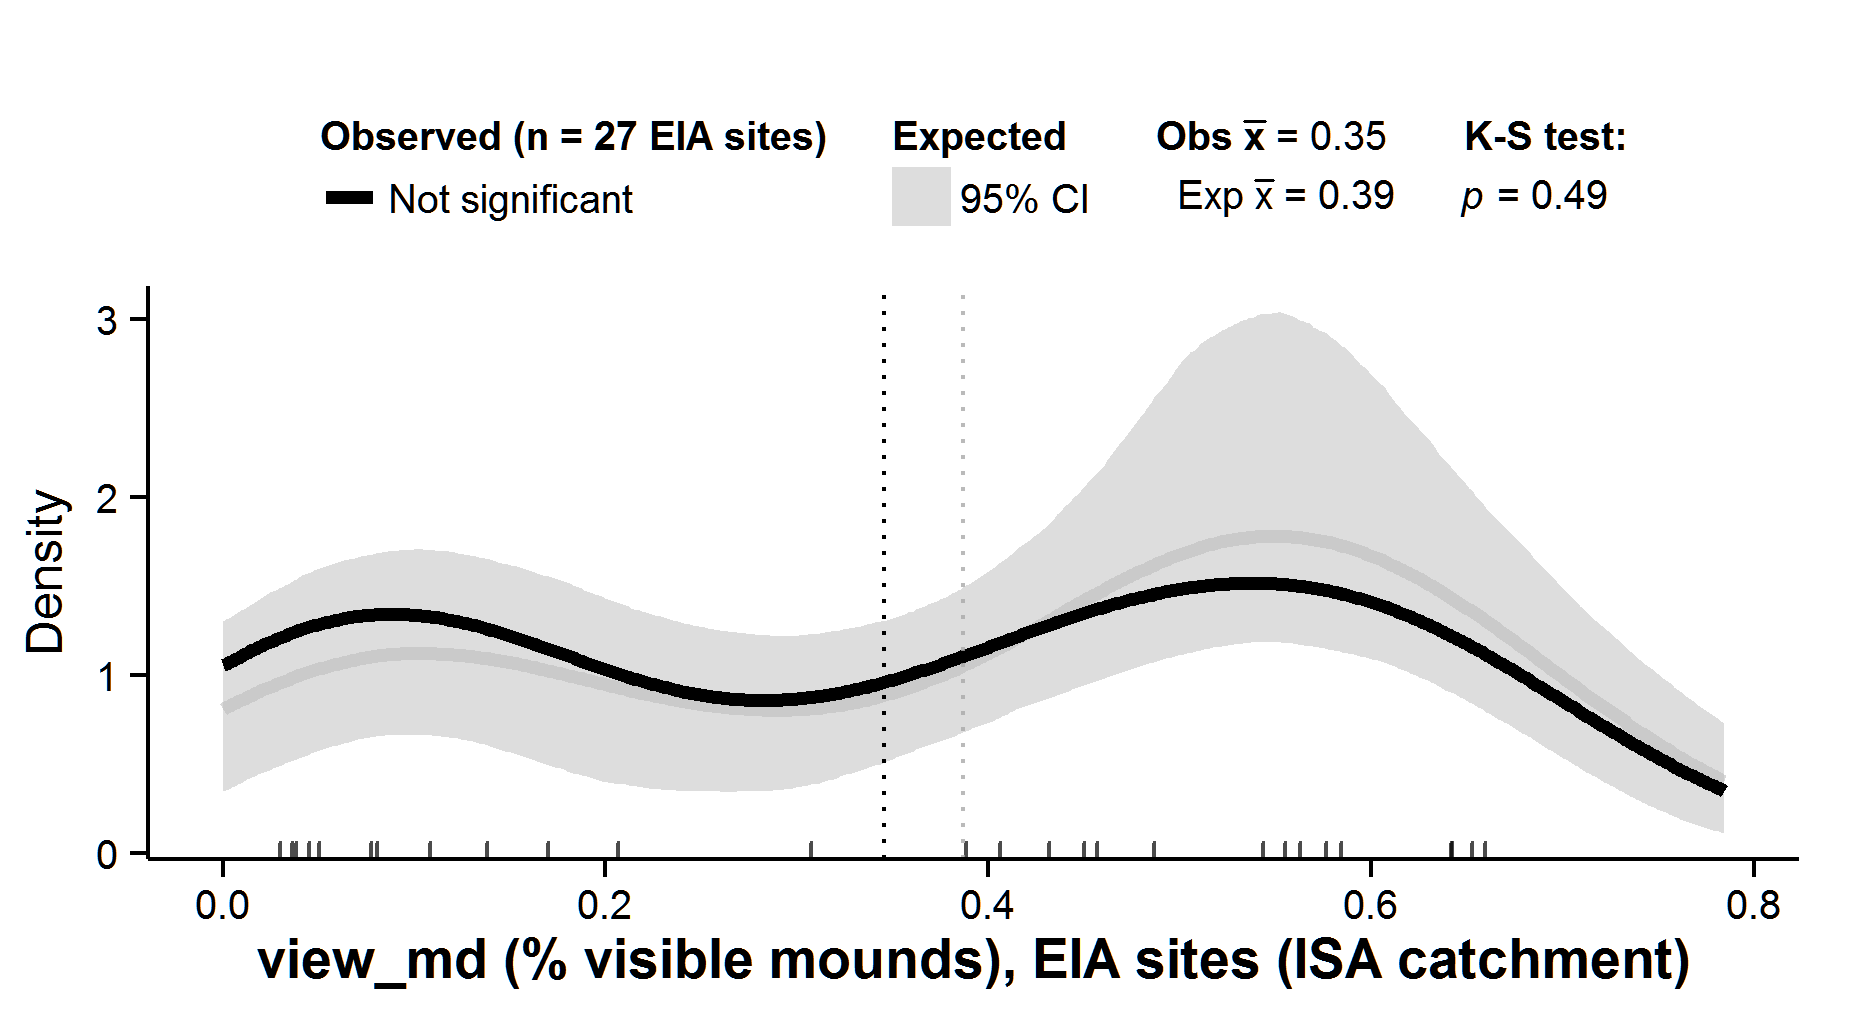 Observed (n = 27 EIA sites) Expected Obs x̅ = 0.35 K-S test:
Not significant 95% CI Exp x̅ = 0.39 p = 0.49
Density
3
2
1
0
0.0 0.2 0.4 0.6 0.8
view_md (% visible mounds), EIA sites (ISA catchment)